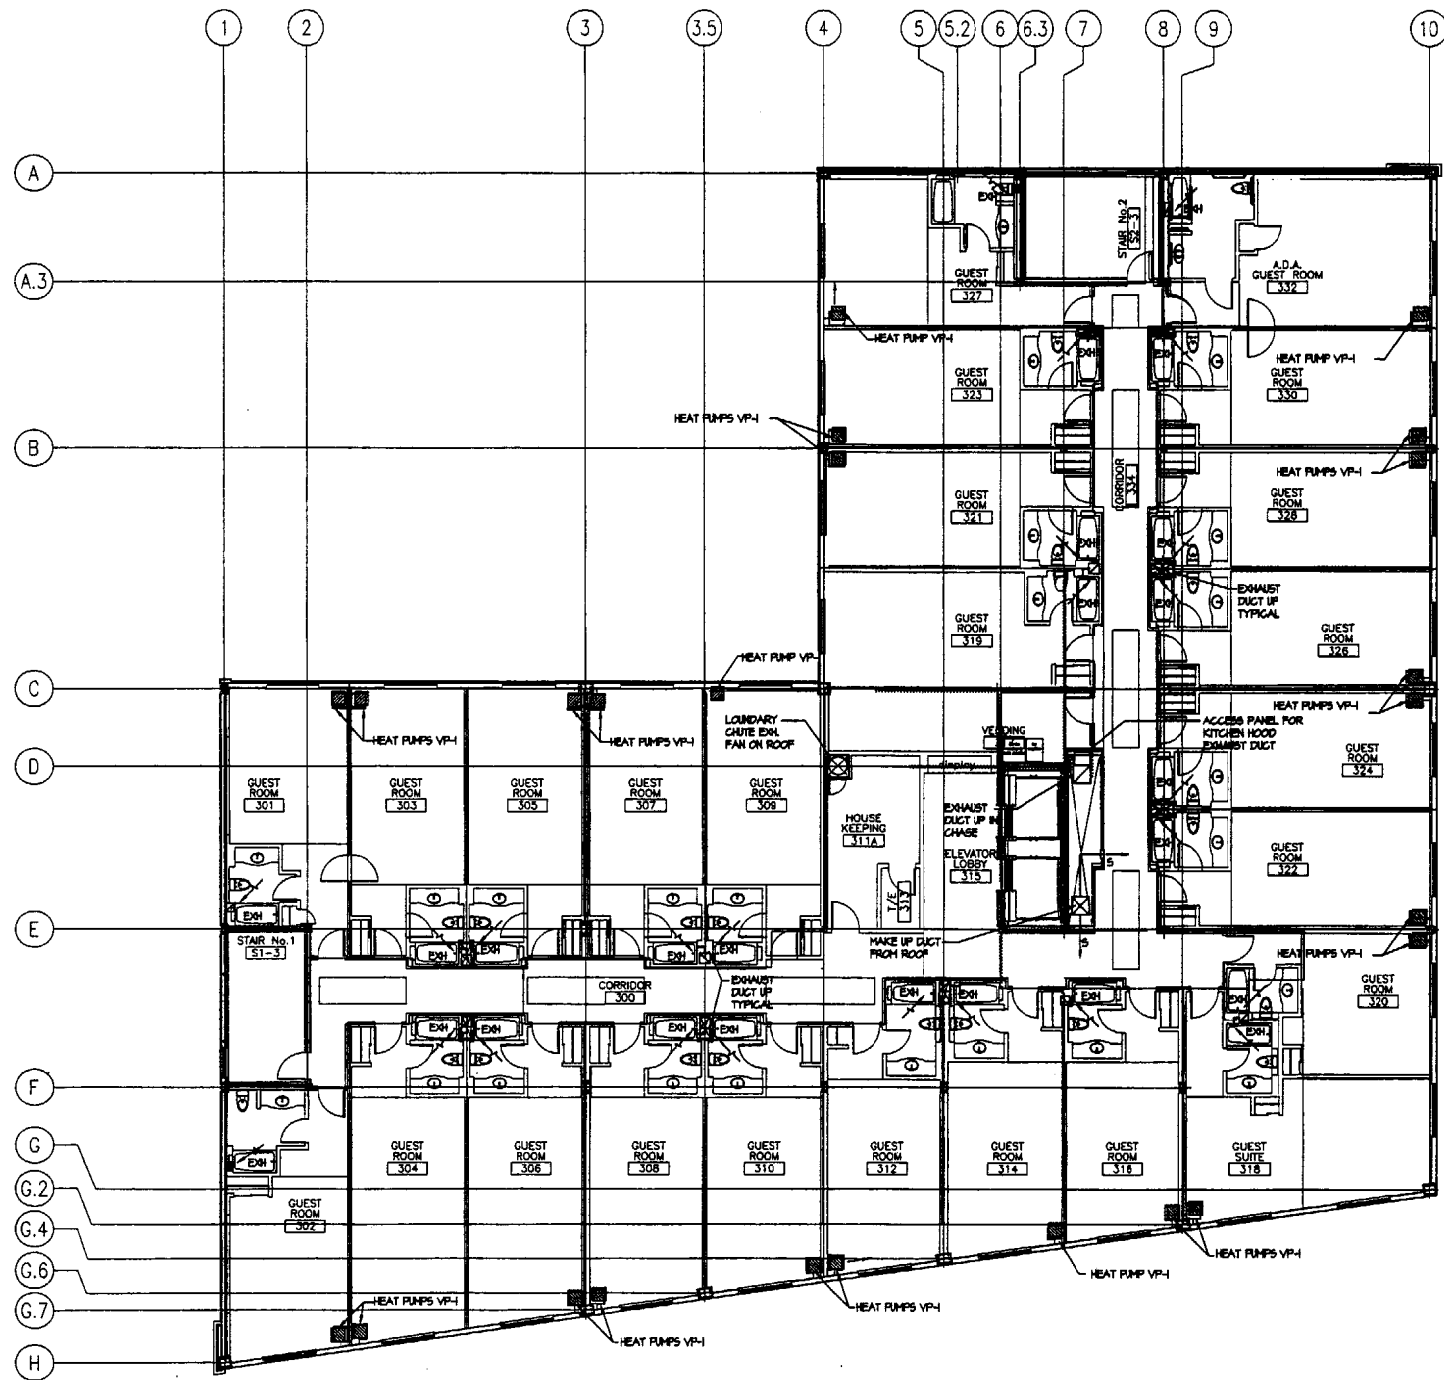 1
2
3
3.5
4
5
5.2
6
6.3
7
8
9
10
A
EXH
STAIR No.2
S2-3
EXH
A.3
GUEST
ROOM
327
A.D.A.
GUEST ROOM
332
HEAT PUMP VP-1
HEAT PUMP VP-1
EXH
EXH
GUEST
ROOM
323
GUEST
ROOM
330
HEAT PUMPS VP-1
B
HEAT PUMPS VP-1
CORRIDOR
334
GUEST
ROOM
321
GUEST
ROOM
328
EXH
EXH
EXHAUST
DUCT UP
TYPICAL
EXH
EXH
GUEST
ROOM
319
GUEST
ROOM
326
HEAT PUMP VP-
C
HEAT PUMPS VP-1
LOUNDARY
CHUTE EXH.
FAN ON ROOF
VENDING
ACCESS PANEL FOR
KITCHEN HOOD
EXHAUST DUCT
HEAT PUMPS VP-1
HEAT PUMPS VP-1
GUEST
ROOM
324
D
display
EXH
GUEST
ROOM
301
GUEST
ROOM
303
GUEST
ROOM
305
GUEST
ROOM
307
GUEST
ROOM
309
EXHAUST
DUCT UP IN
CHASE
HOUSE
KEEPING
311A
EXH
ELEVATOR
LOBBY
315
S
GUEST
ROOM
322
T/E
313
EXH
E
STAIR No.1
S1-3
EXH
EXH
EXH
EXH
MAKE UP DUCT
FROM ROOF
S
HEAT PUMPS VP-1
CORRIDOR
300
EXHAUST
DUCT UP
TYPICAL
EXH
EXH
EXH
EXH
GUEST
ROOM
320
EXH
EXH
EXH
EXH
EXH
F
GUEST
ROOM
304
GUEST
ROOM
306
GUEST
ROOM
308
GUEST
ROOM
310
GUEST
ROOM
312
GUEST
ROOM
314
GUEST
ROOM
316
GUEST
SUITE
318
G
EXH
G.2
GUEST
ROOM
302
G.4
HEAT PUMPS VP-1
HEAT PUMP VP-1
G.6
HEAT PUMPS VP-1
G.7
HEAT PUMPS VP-1
HEAT PUMPS VP-1
H